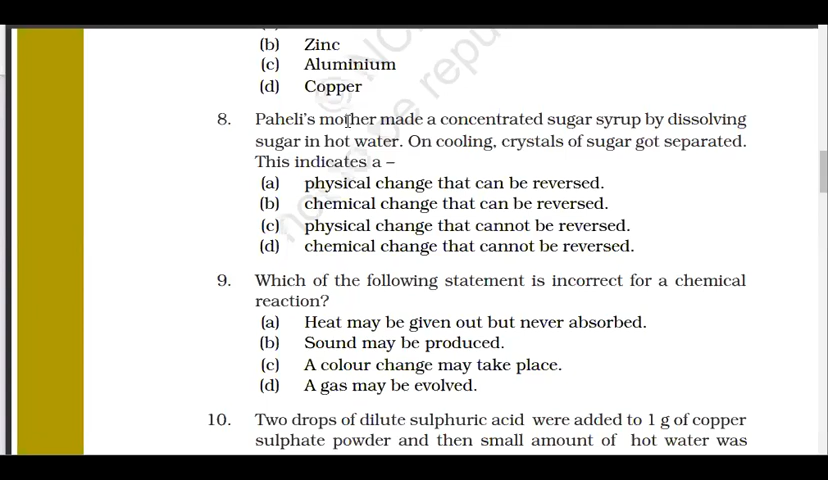 (b) Zinc
(c) Aluminium
(d) Copper
8. Paheli's mother made a concentrated sugar syrup by dissolving
sugar in hot water. On cooling, crystals of sugar got separated.
This indicates a –
(a) physical change that can be reversed.
(b) chemical change that can be reversed.
(c) physical change that cannot be reversed.
(d) chemical change that cannot be reversed.
9. Which of the following statement is incorrect for a chemical
reaction?
(a) Heat may be given out but never absorbed.
(b) Sound may be produced.
(c) A colour change may take place.
(d) A gas may be evolved.
10. Two drops of dilute sulphuric acid were added to 1 g of copper
sulphate powder and then small amount of hot water was
not to be repu